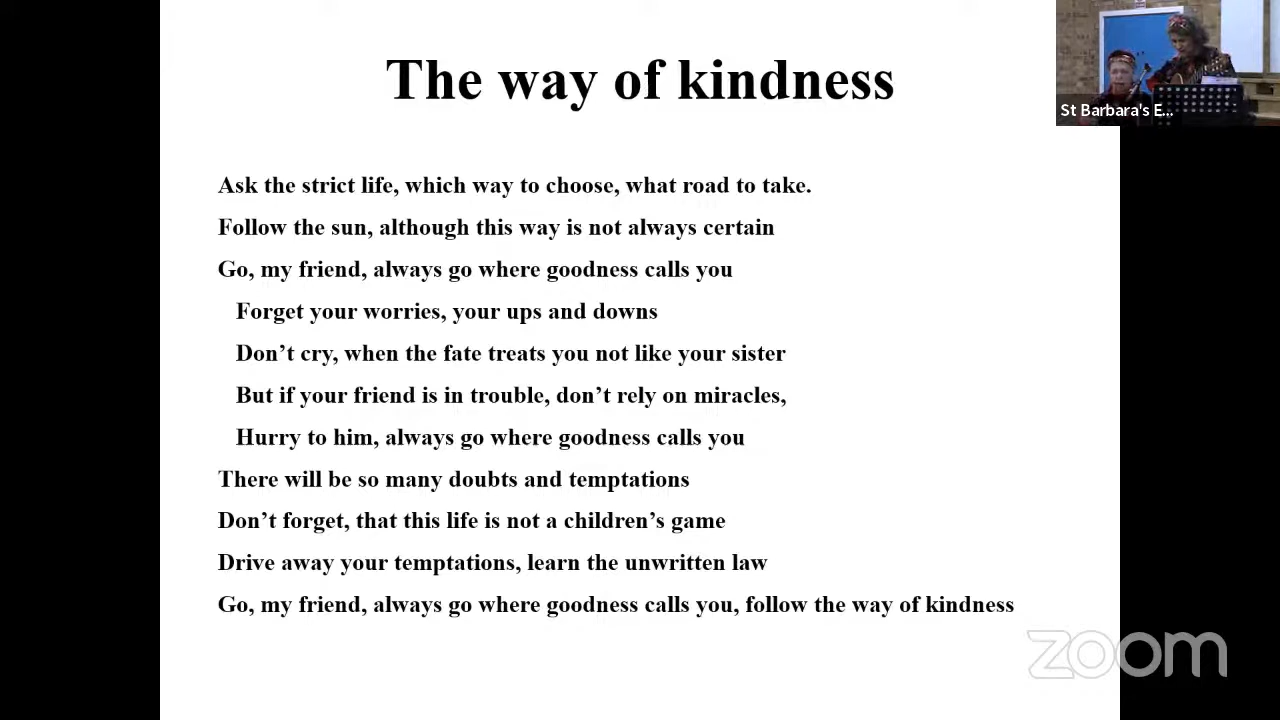 The way of kindness
St Barbara's E...
Ask the strict life, which way to choose, what road to take.
Follow the sun, although this way is not always certain
Go, my friend, always go where goodness calls you
Forget your worries, your ups and downs
Don’t cry, when the fate treats you not like your sister
But if your friend is in trouble, don’t rely on miracles,
Hurry to him, always go where goodness calls you
There will be so many doubts and temptations
Don’t forget, that this life is not a children’s game
Drive away your temptations, learn the unwritten law
Go, my friend, always go where goodness calls you, follow the way of kindness
zoom